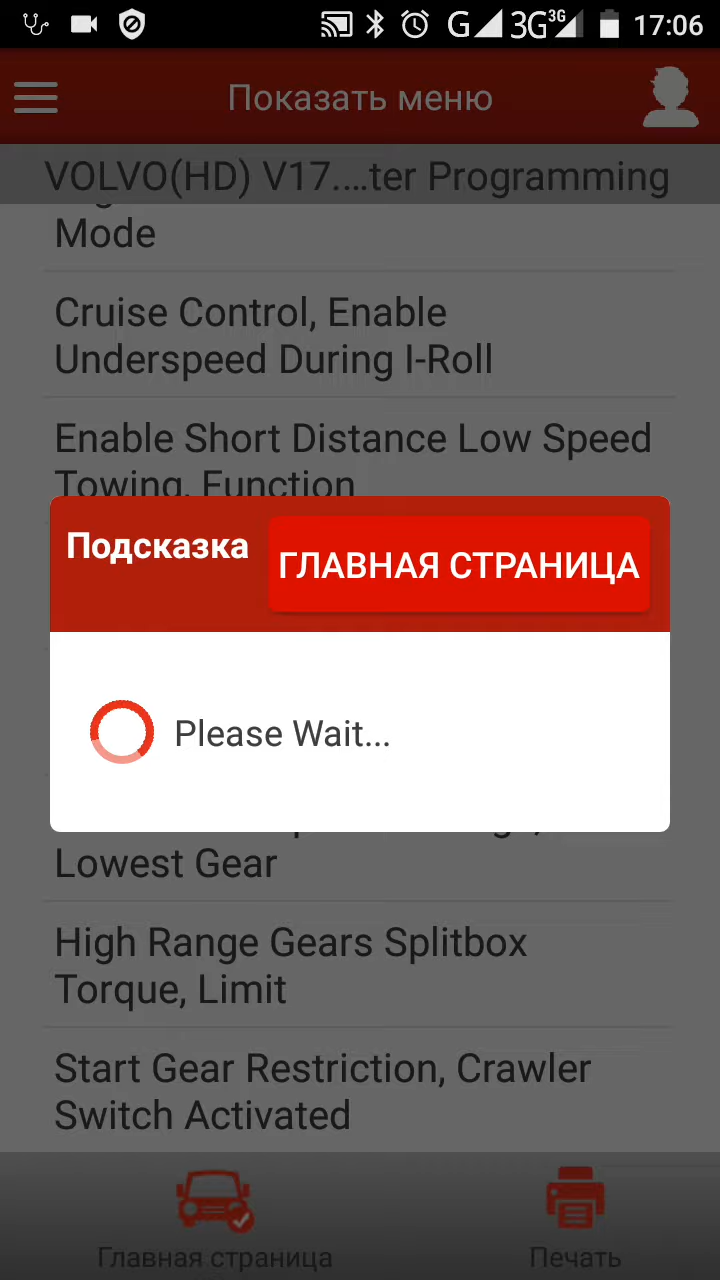 G 3G 3G 17:06
Показать меню
VOLVO(HD) V17....ter Programming
Mode
Cruise Control, Enable
Underspeed During I-Roll
Enable Short Distance Low Speed
Towing, Function
Подсказка
ГЛАВНАЯ СТРАНИЦА
Please Wait...
Lowest Gear
High Range Gears Splitbox
Torque, Limit
Start Gear Restriction, Crawler
Switch Activated
Главная страница
Печать